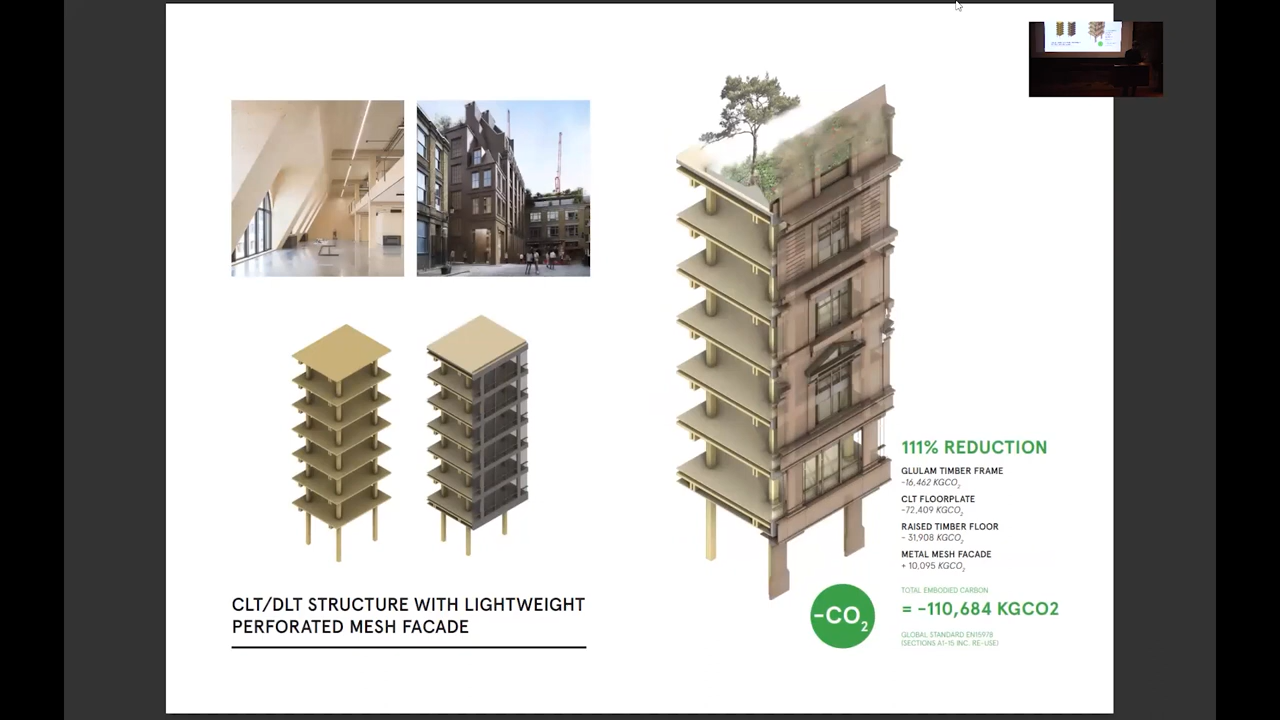 111% REDUCTION
GLULAM TIMBER FRAME
-16,462 KGCO2
CLT FLOORPLATE
-72,409 KGCO2
RAISED TIMBER FLOOR
- 31,908 KGCO2
METAL MESH FACADE
+ 10,095 KGCO2
TOTAL EMBODIED CARBON
= -110,684 KGCO2
GLOBAL STANDARD EN15978
(SECTIONS A1-15 INC. RE-USE)
-CO2
CLT/DLT STRUCTURE WITH LIGHTWEIGHT
PERFORATED MESH FACADE